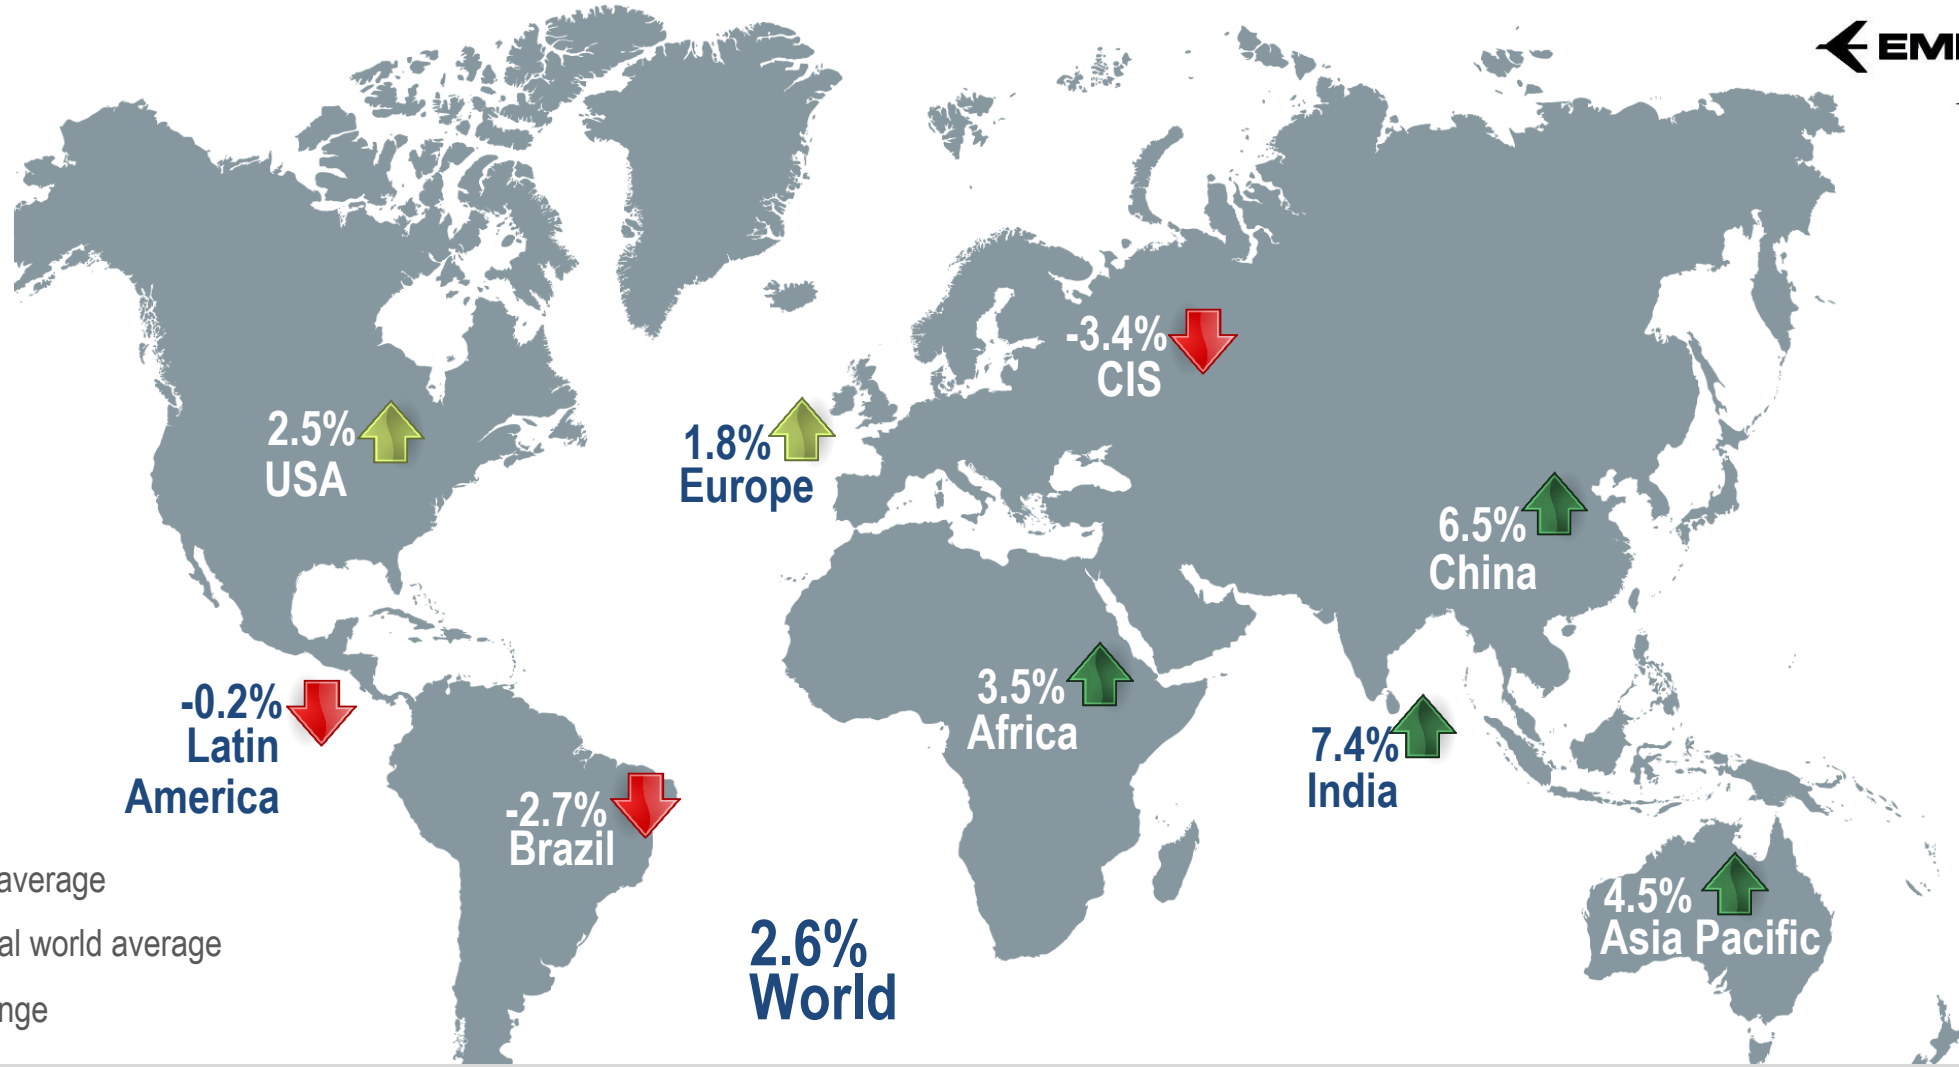 EM
-3.4%
CIS
2.5%
USA
1.8%
Europe
6.5%
China
3.5%
Africa
-0.2%
Latin
America
7.4%
India
-2.7%
Brazil
4.5%
Asia Pacific
average
al world average
nge
2.6%
World